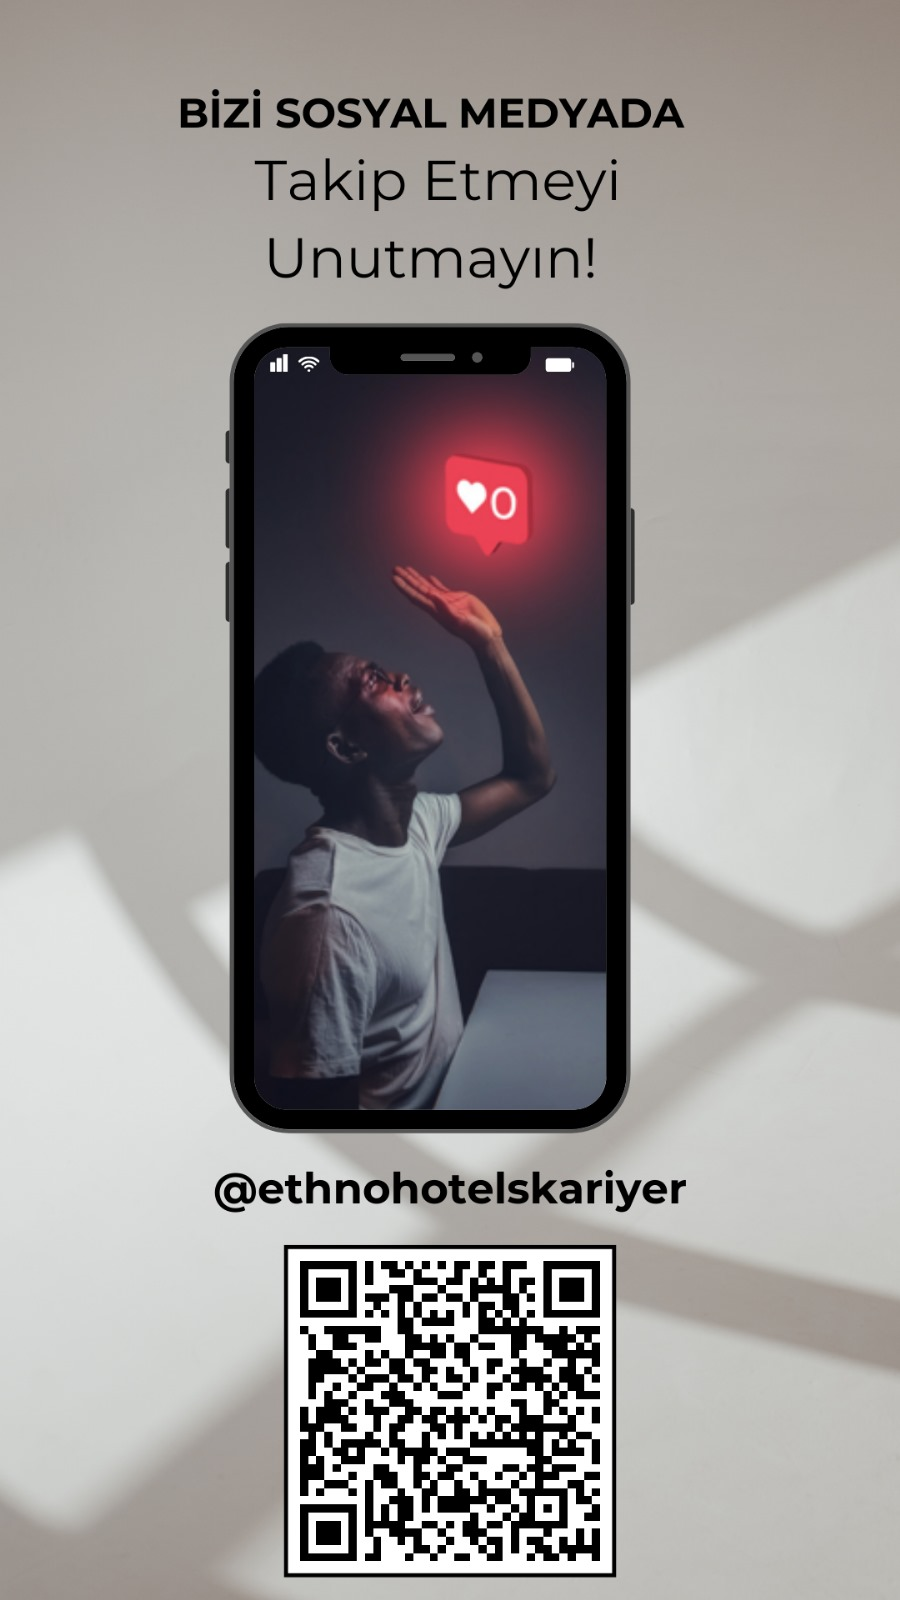 BİZİ SOSYAL MEDYADA
Takip Etmeyi
Unutmayın!
0
@ethnohotelskariyer